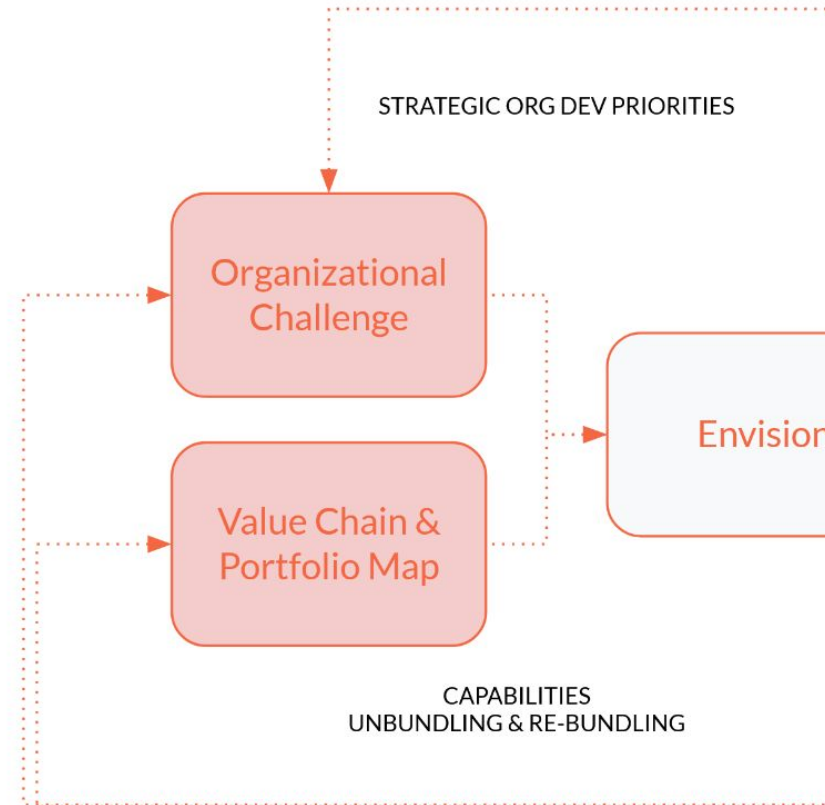 STRATEGIC ORG DEV PRIORITIES
Organizational
Challenge
Envision
Value Chain &
Portfolio Map
CAPABILITIES
UNBUNDLING & RE-BUNDLING